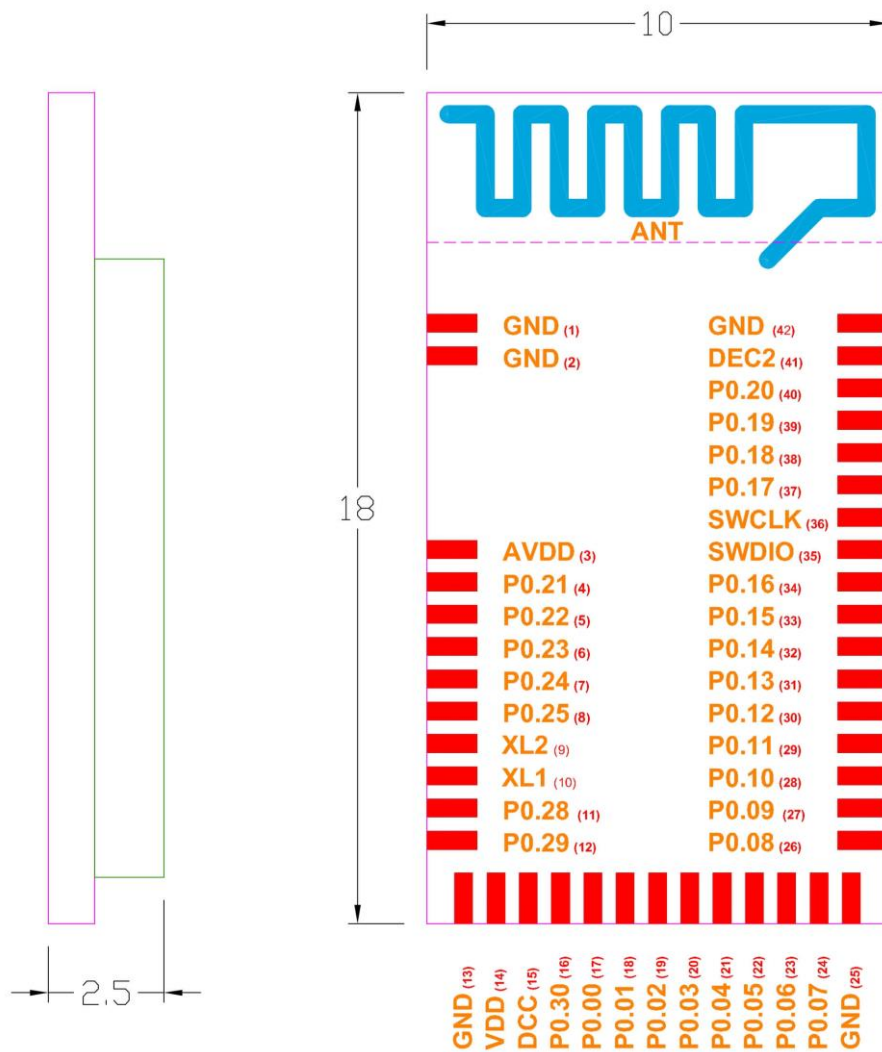 10
ANT
GND (1)
GND (42)
GND (2)
DEC2 (41)
P0.20 (40)
P0.19 (39)
P0.18 (38)
18
P0.17 (37)
SWCLK (36)
AVDD (3)
SWDIO (35)
P0.21 (4)
P0.16 (34)
P0.22 (5)
P0.15 (33)
P0.23 (6)
P0.14 (32)
P0.24 (7)
P0.13 (31)
P0.25 (8)
P0.12 (30)
XL2 (9)
P0.11 (29)
XL1 (10)
P0.10 (28)
P0.28 (11)
P0.09 (27)
P0.29 (12)
P0.08 (26)
2.5
GND (13)
VDD (14)
DCC (15)
P0.30 (16)
P0.00 (17)
P0.01 (18)
P0.02 (19)
P0.03 (20)
P0.04 (21)
P0.05 (22)
P0.06 (23)
P0.07 (24)
GND (25)